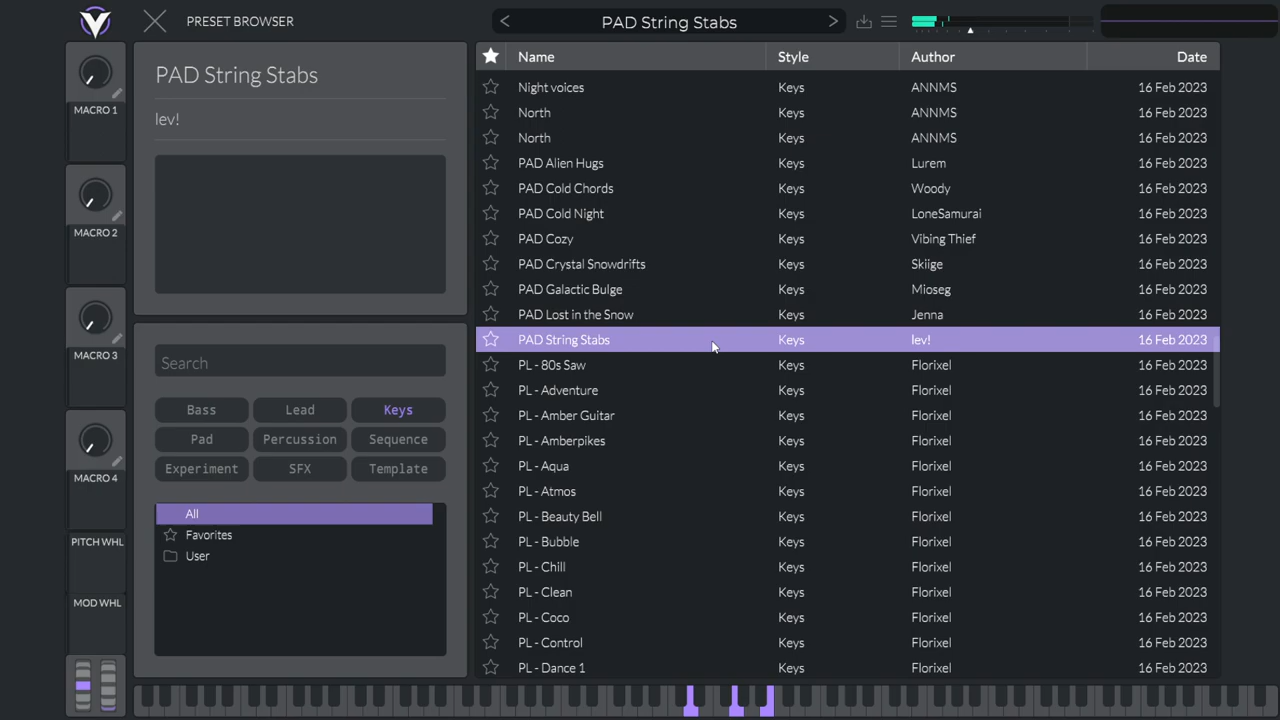 PRESET BROWSER
PAD String Stabs
MACRO 1
MACRO 2
MACRO 3
MACRO 4
PITCH WHL
MOD WHL
PAD String Stabs
lev!
Search
Bass Lead Keys
Pad Percussion Sequence
Experiment SFX Template
All
Favorites
User
Name Style Author Date
Night voices Keys ANNMS 16 Feb 2023
North Keys ANNMS 16 Feb 2023
North Keys ANNMS 16 Feb 2023
PAD Alien Hugs Keys Lurem 16 Feb 2023
PAD Cold Chords Keys Woody 16 Feb 2023
PAD Cold Night Keys LoneSamurai 16 Feb 2023
PAD Cozy Keys Vibing Thief 16 Feb 2023
PAD Crystal Snowdrifts Keys Skiige 16 Feb 2023
PAD Galactic Bulge Keys Mioseg 16 Feb 2023
PAD Lost in the Snow Keys Jenna 16 Feb 2023
PAD String Stabs Keys lev! 16 Feb 2023
PL - 80s Saw Keys Florixel 16 Feb 2023
PL - Adventure Keys Florixel 16 Feb 2023
PL - Amber Guitar Keys Florixel 16 Feb 2023
PL - Amberpikes Keys Florixel 16 Feb 2023
PL - Aqua Keys Florixel 16 Feb 2023
PL - Atmos Keys Florixel 16 Feb 2023
PL - Beauty Bell Keys Florixel 16 Feb 2023
PL - Bubble Keys Florixel 16 Feb 2023
PL - Chill Keys Florixel 16 Feb 2023
PL - Clean Keys Florixel 16 Feb 2023
PL - Coco Keys Florixel 16 Feb 2023
PL - Control Keys Florixel 16 Feb 2023
PL - Dance 1 Keys Florixel 16 Feb 2023